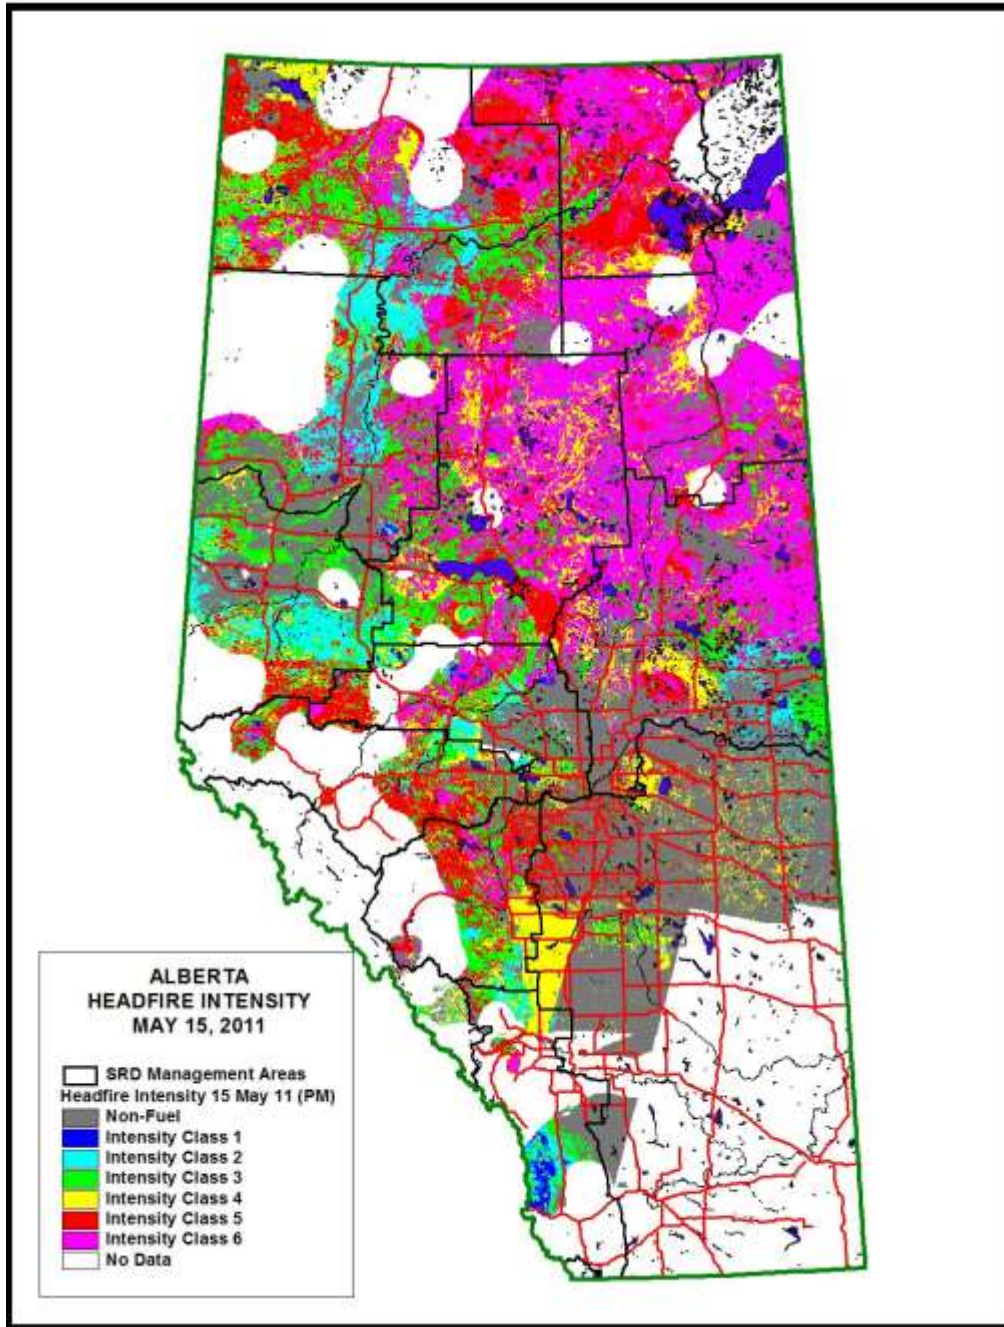 ALBERTA
HEADFIRE INTENSITY
MAY 15, 2011
SRD Management Areas
Headfire Intensity 15 May 11 (PM)
Non-Fuel
Intensity Class 1
Intensity Class 2
Intensity Class 3
Intensity Class 4
Intensity Class 5
Intensity Class 6
No Data